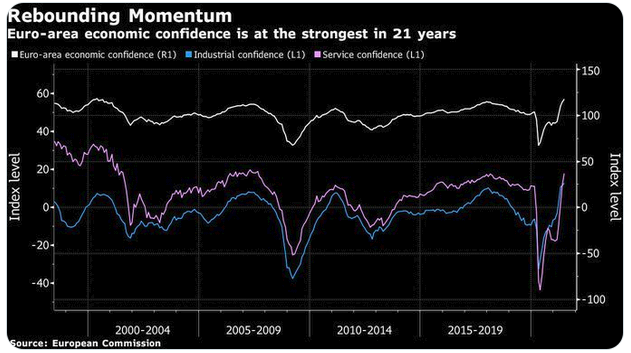 Rebounding Momentum
Euro-area economic confidence is at the strongest in 21 years
Euro-area economic confidence (R1) Industrial confidence (L1) Service confidence (L1)
150
60
100
40
20
50
0
0
-20
-50
-40
-100
Index level
Index level
2000-2004 2005-2009 2010-2014 2015-2019
Source: European Commission